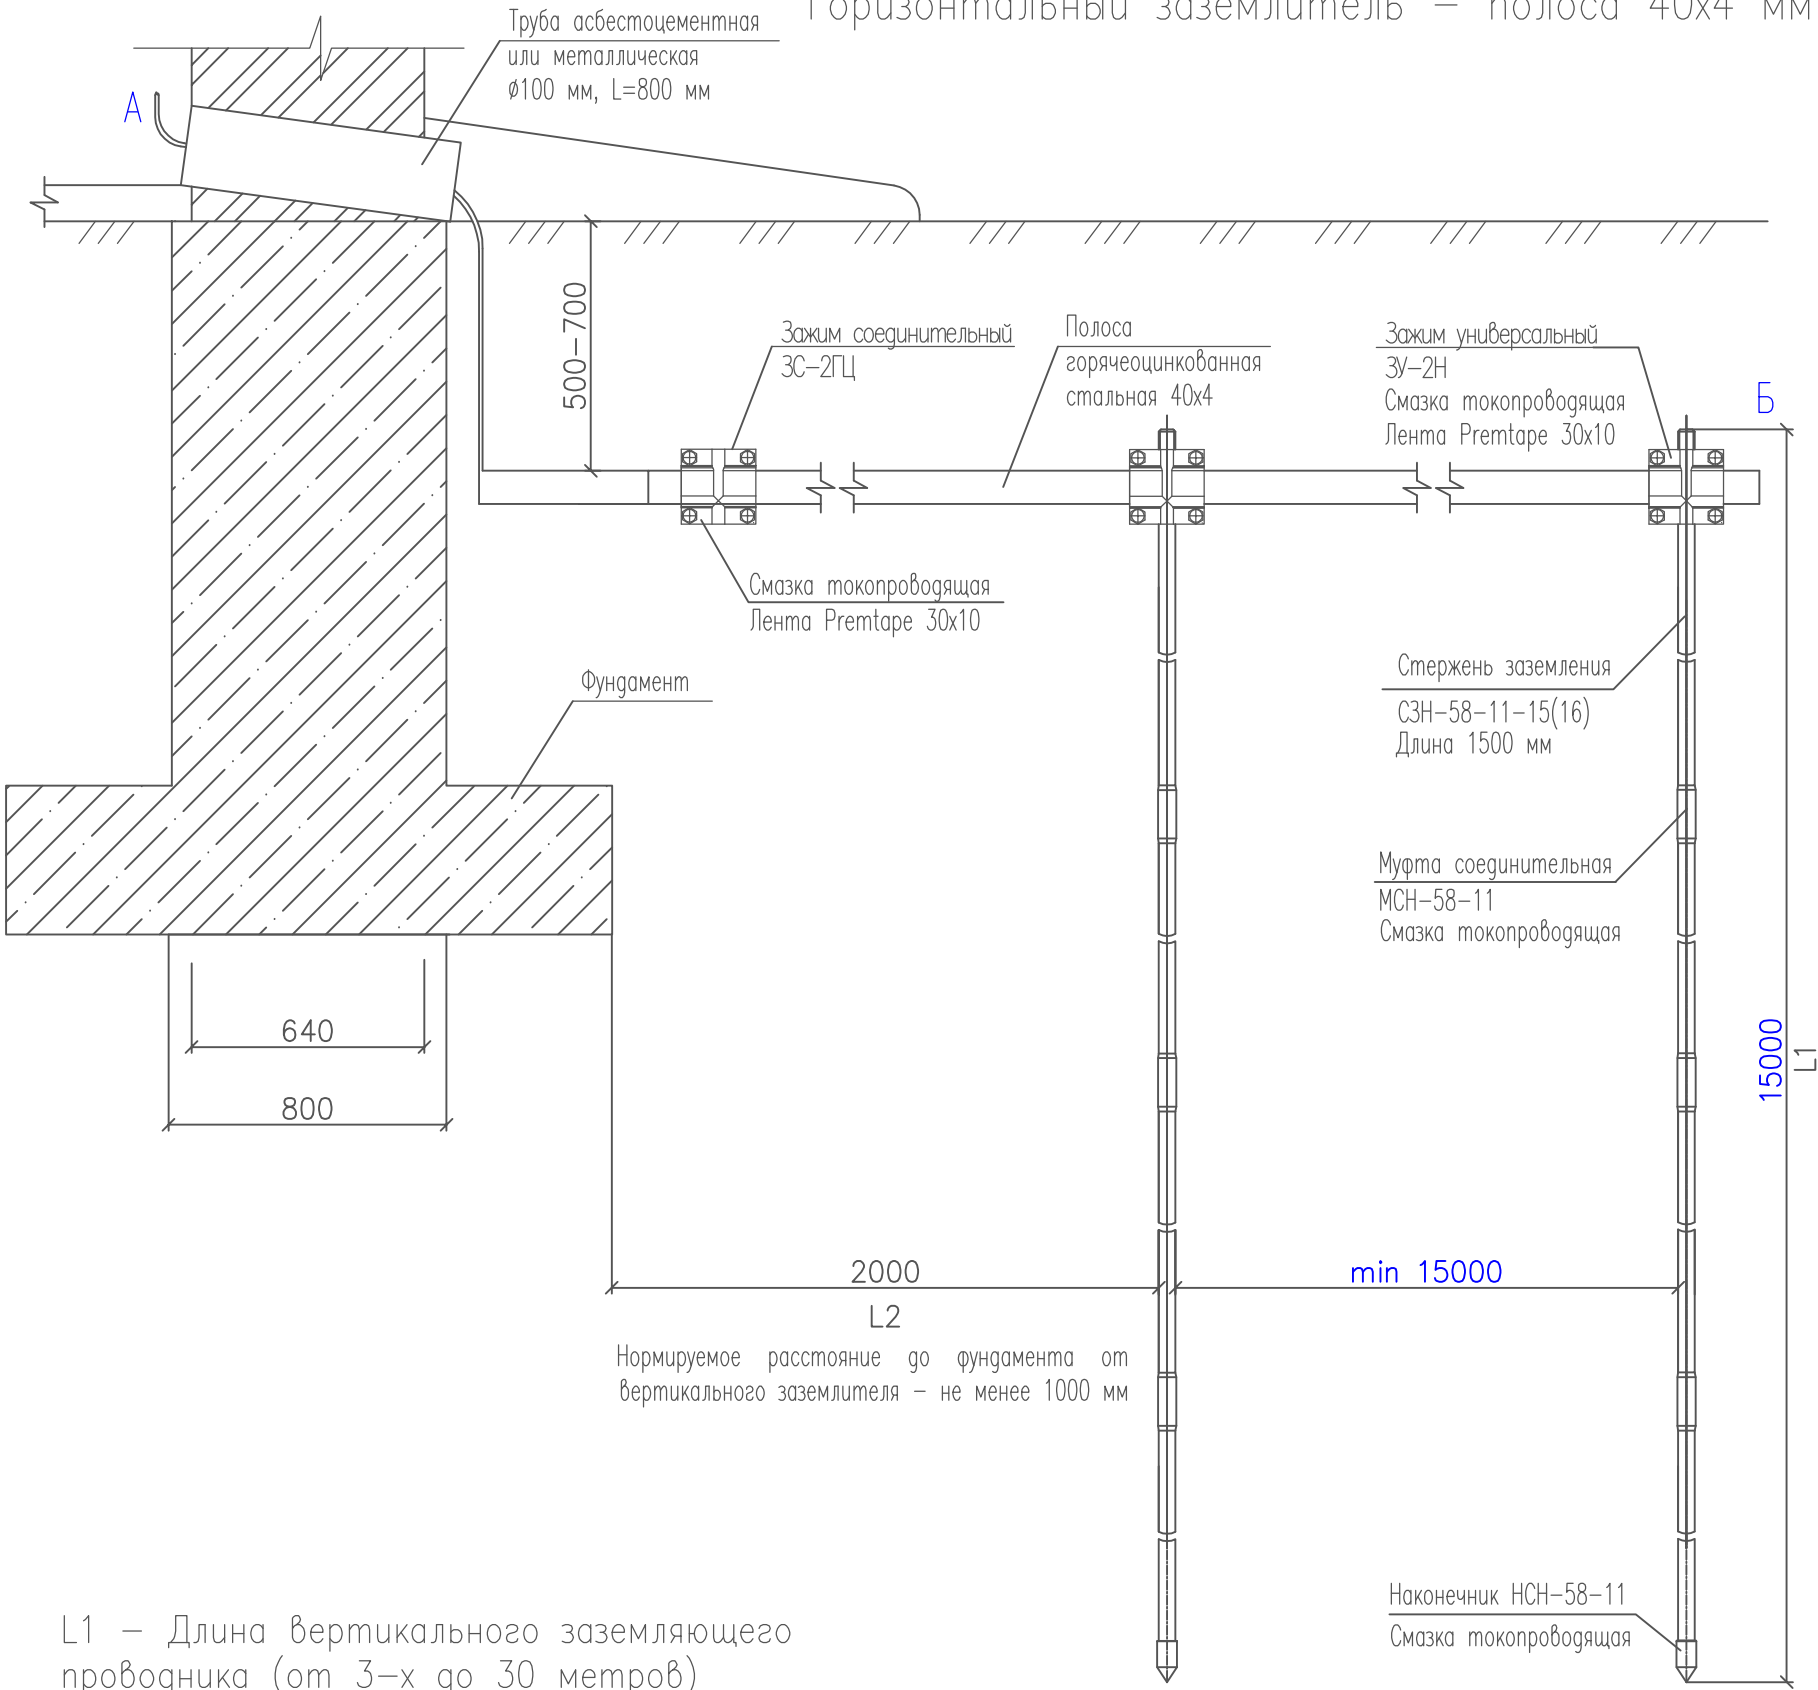 Горизонтальный заземлитель – полоса 40х4 мм
Труба асбестоцементная
или металлическая
ø100 мм, L=800 мм
А
500–700
Зажим соединительный
ЗС–2ГЦ
Полоса
горячеоцинкованная
стальная 40х4
Зажим универсальный
ЗУ–2Н
Смазка токопроводящая
Лента Premtape 30х10
Б
Смазка токопроводящая
Лента Premtape 30х10
Фундамент
Стержень заземления
СЗН–58–11–15(16)
Длина 1500 мм
Муфта соединительная
МСН–58–11
Смазка токопроводящая
640
800
15000
L1
2000
L2
min 15000
Нормируемое расстояние до фундамента от
вертикального заземлителя – не менее 1000 мм
Наконечник НСН–58–11
Смазка токопроводящая
L1 – Длина вертикального заземляющего
проводника (от 3–х до 30 метров)